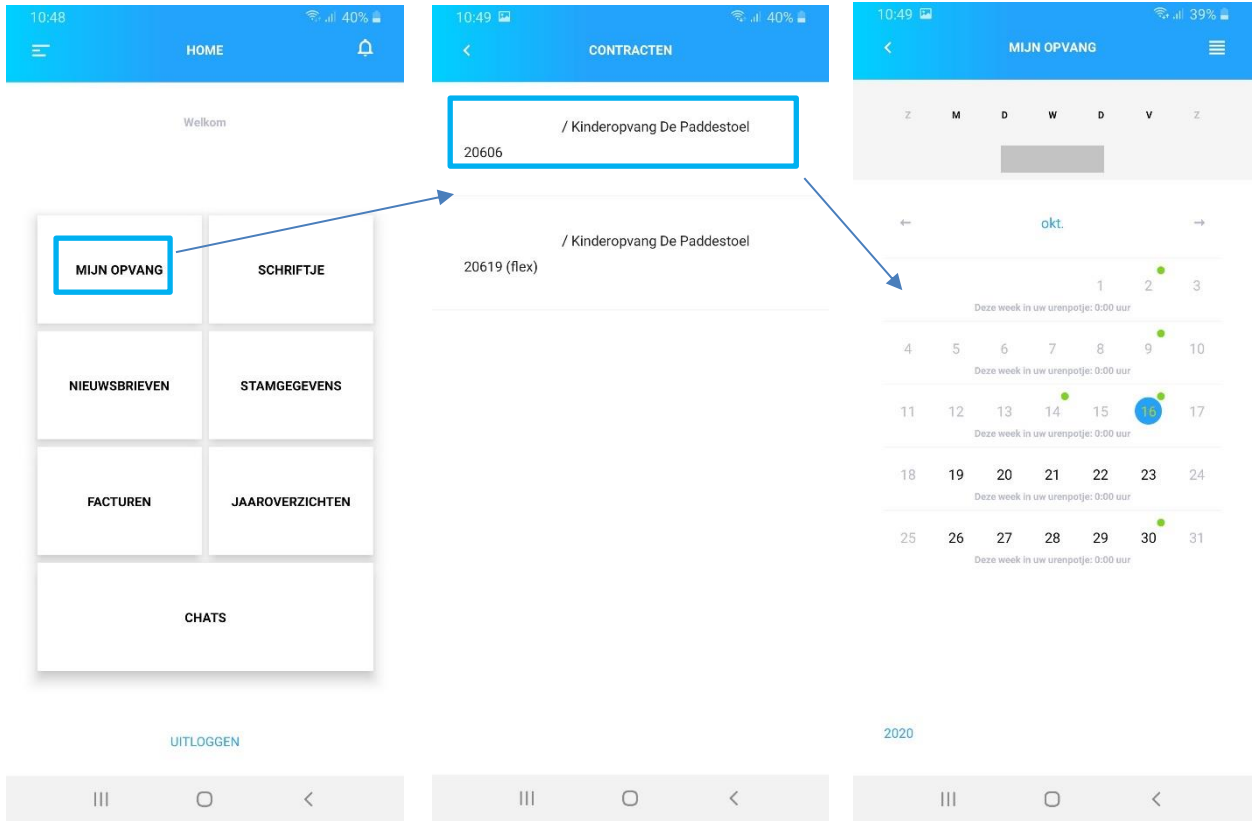 10:48
40%
HOME
Welkom
MIJN OPVANG
SCHRIFTJE
NIEUWSBRIEVEN
STAMGEGEVENS
FACTUREN
JAAROVERZICHTEN
CHATS
UITLOGGEN
10:49
40%
CONTRACTEN
/ Kinderopvang De Paddestoel
20606
/ Kinderopvang De Paddestoel
20619 (flex)
10:49
39%
MIJN OPVANG
Z M D W D V Z
okt.
1 2 3
Deze week in uw urenpotje: 0:00 uur
4 5 6 7 8 9 10
Deze week in uw urenpotje: 0:00 uur
11 12 13 14 15 16 17
Deze week in uw urenpotje: 0:00 uur
18 19 20 21 22 23 24
Deze week in uw urenpotje: 0:00 uur
25 26 27 28 29 30 31
Deze week in uw urenpotje: 0:00 uur
2020